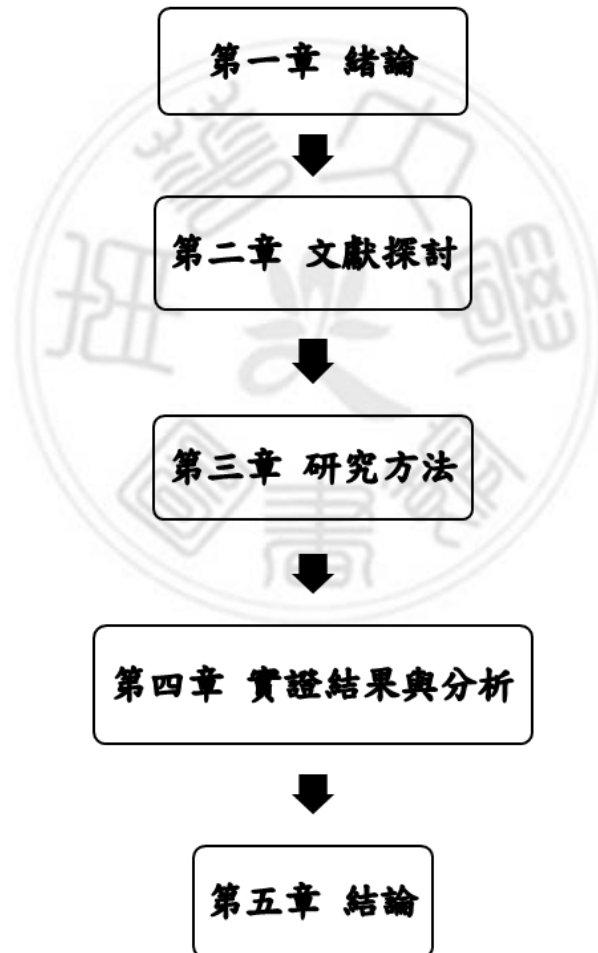 第一章 緒論
第二章 文獻探討
第三章 研究方法
第四章 實證結果與分析
第五章 結論